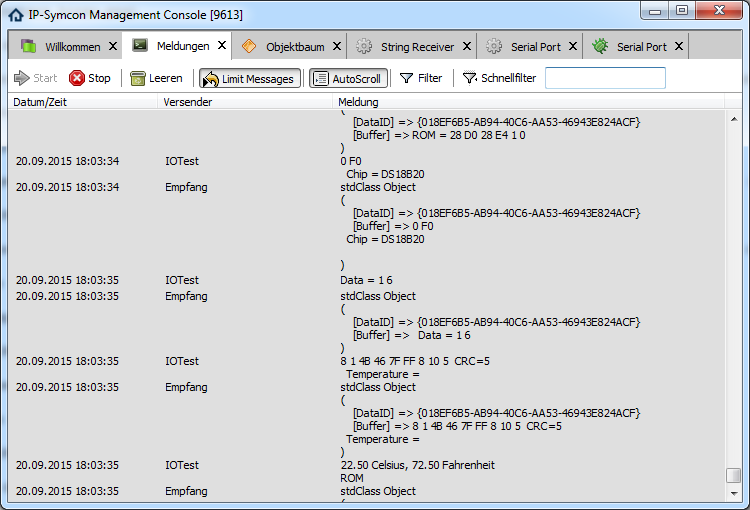 IP-Symcon Management Console [9613]
Willkommen X Meldungen X Objektbaum X String Receiver X Serial Port X Serial Port X
Start Stop Leeren Limit Messages AutoScroll Filter Schnellfilter
Datum/Zeit Versender Meldung
(
[DataID] => {018EF6B5-AB94-40C6-AA53-46943E824ACF}
[Buffer] => ROM = 28 D0 28 E4 1 0
)
20.09.2015 18:03:34 IOTest 0 F0
Chip = DS18B20
20.09.2015 18:03:34 Empfang stdClass Object
(
[DataID] => {018EF6B5-AB94-40C6-AA53-46943E824ACF}
[Buffer] => 0 F0
Chip = DS18B20
)
20.09.2015 18:03:35 IOTest Data = 1 6
20.09.2015 18:03:35 Empfang stdClass Object
(
[DataID] => {018EF6B5-AB94-40C6-AA53-46943E824ACF}
[Buffer] => Data = 1 6
)
20.09.2015 18:03:35 IOTest 8 1 4B 46 7F FF 8 10 5 CRC=5
Temperature =
20.09.2015 18:03:35 Empfang stdClass Object
(
[DataID] => {018EF6B5-AB94-40C6-AA53-46943E824ACF}
[Buffer] => 8 1 4B 46 7F FF 8 10 5 CRC=5
Temperature =
)
20.09.2015 18:03:35 IOTest 22.50 Celsius, 72.50 Fahrenheit
ROM
20.09.2015 18:03:35 Empfang stdClass Object
(